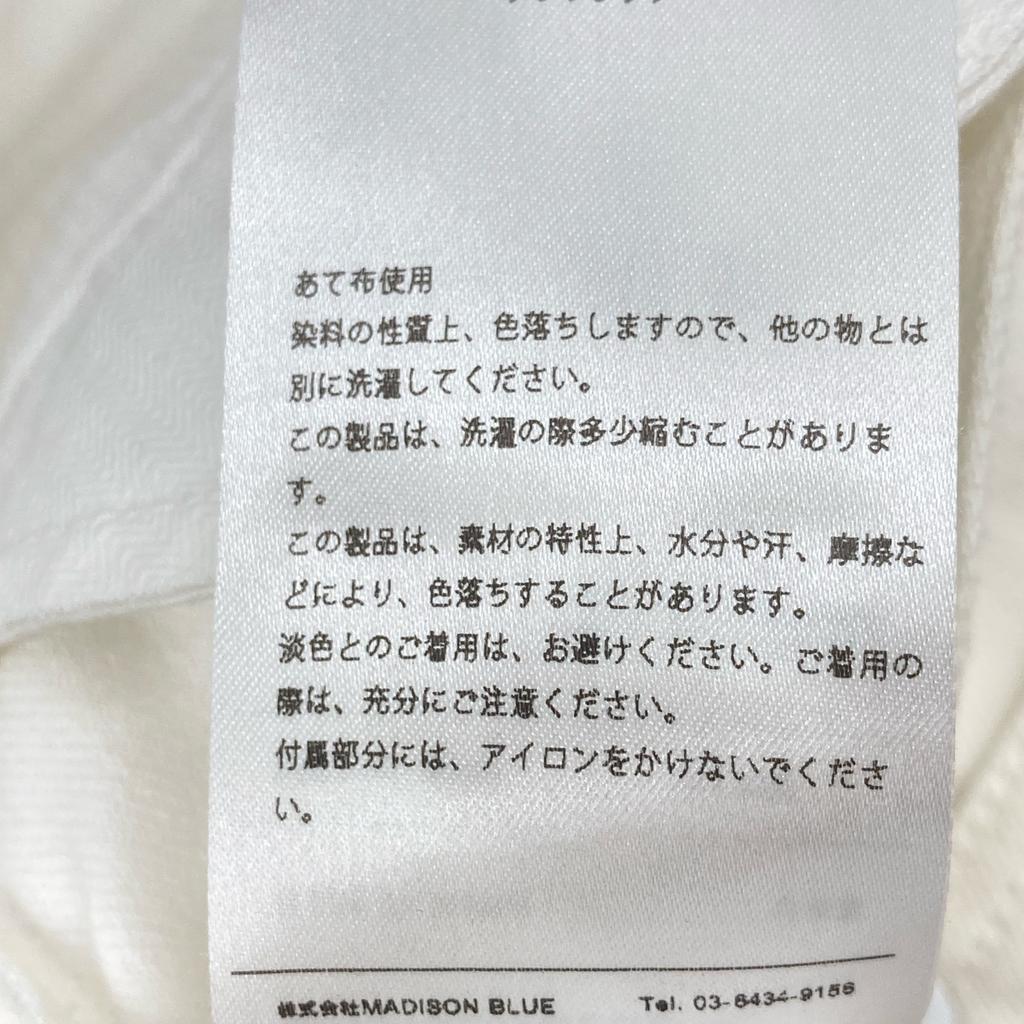 あて布使用
染料の性質上、色落ちしますので、他の物とは
別に洗濯してください。
この製品は、洗濯の際多少縮むことがありま
す。
この製品は、素材の特性上、水分や汗、摩擦な
どにより、色落ちすることがあります。
淡色とのご着用は、お避けください。ご着用の
際は、充分にご注意ください。
付属部分には、アイロンをかけないでくださ
い。
株式会社MADISON BLUE
Tel. 03-6434-9156